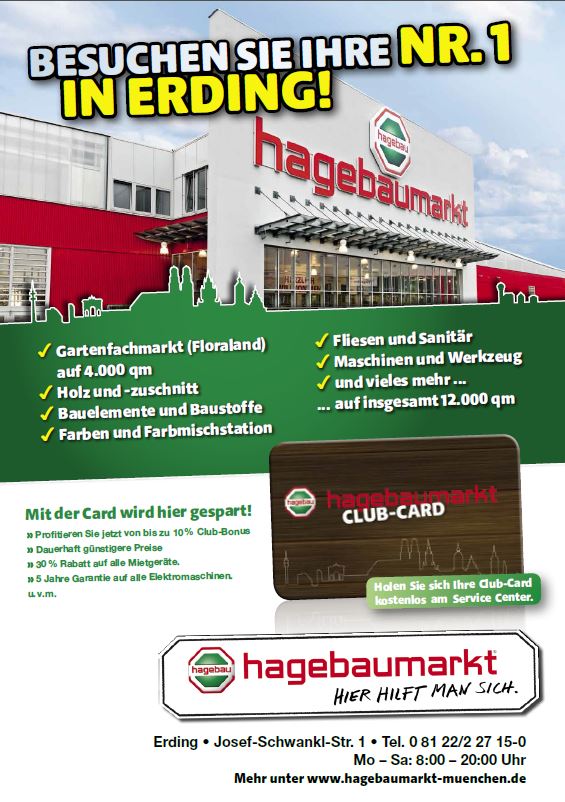 BESUCHEN SIE IHRE NR. 1
IN ERDING!
hagebau
hagebaumarkt
✓ Gartenfachmarkt (Floraland)
auf 4.000 qm
✓ Holz und -zuschnitt
✓ Bauelemente und Baustoffe
✓ Farben und Farbmischstation
✓ Fliesen und Sanitär
✓ Maschinen und Werkzeug
✓ und vieles mehr ...
... auf insgesamt 12.000 qm
Mit der Card wird hier gespart!
» Profitieren Sie jetzt von bis zu 10% Club-Bonus
» Dauerhaft günstigere Preise
» 30% Rabatt auf alle Mietgeräte.
» 5 Jahre Garantie auf alle Elektromaschinen.
u.v.m.
hagebau
hagebaumarkt
CLUB-CARD
Holen Sie sich Ihre Club-Card
kostenlos am Service Center.
hagebau
hagebaumarkt
HIER HILFT MAN SICH.
Erding • Josef-Schwankl-Str. 1 • Tel. 0 81 22/2 27 15-0
Mo – Sa: 8:00 – 20:00 Uhr
Mehr unter www.hagebaumarkt-muenchen.de